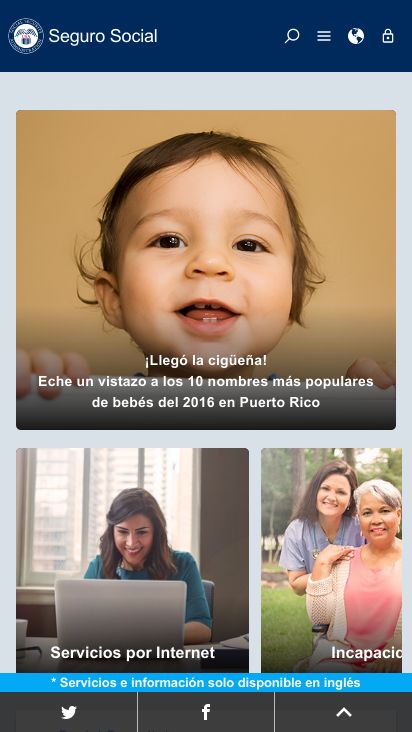 Seguro Social
¡Llegó la cigüeña!
Eche un vistazo a los 10 nombres más populares
de bebés del 2016 en Puerto Rico
Servicios por Internet
Incapacid
* Servicios e información solo disponible en inglés